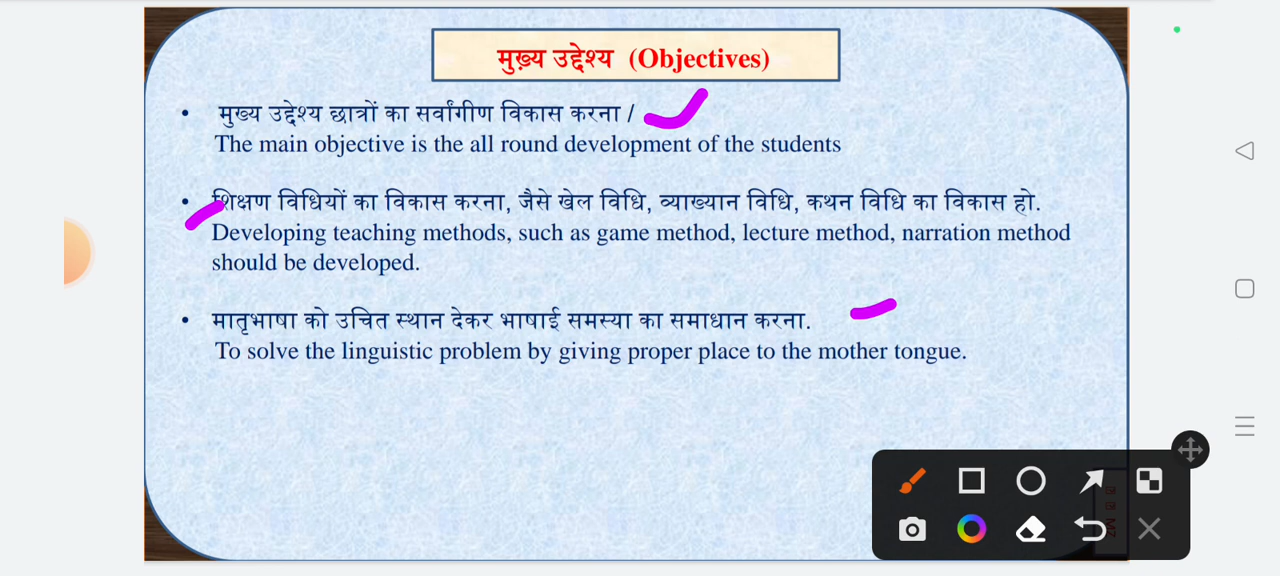 मुख़्य उद्देश्य (Objectives)
• मुख्य उद्देश्य छात्रों का सर्वांगीण विकास करना /
The main objective is the all round development of the students
• शिक्षण विधियों का विकास करना, जैसे खेल विधि, व्याख्यान विधि, कथन विधि का विकास हो.
Developing teaching methods, such as game method, lecture method, narration method
should be developed.
• मातृभाषा को उचित स्थान देकर भाषाई समस्या का समाधान करना.
To solve the linguistic problem by giving proper place to the mother tongue.